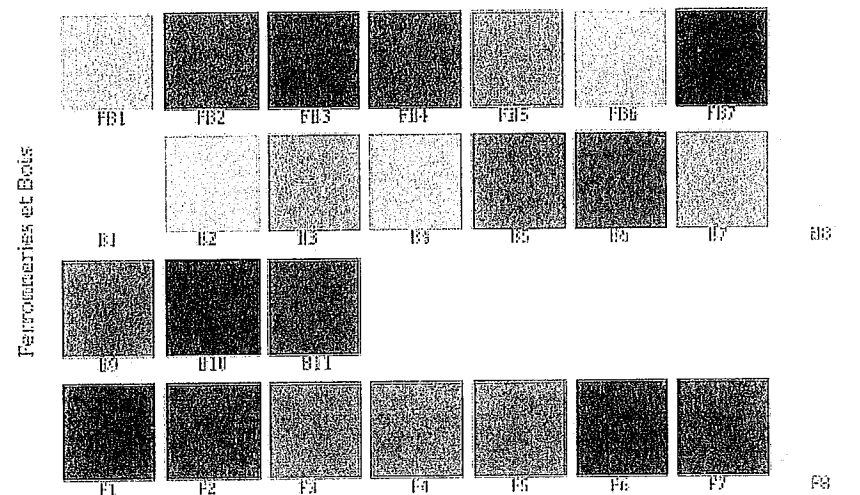 Ferronneries et Bois
FB1 FB2 FB3 FB4 FB5 FB6 FB7
B1 B2 B3 B4 B5 B6 B7 B8
B9 B10 B11
F1 F2 F3 F4 F5 F6 F7 F8